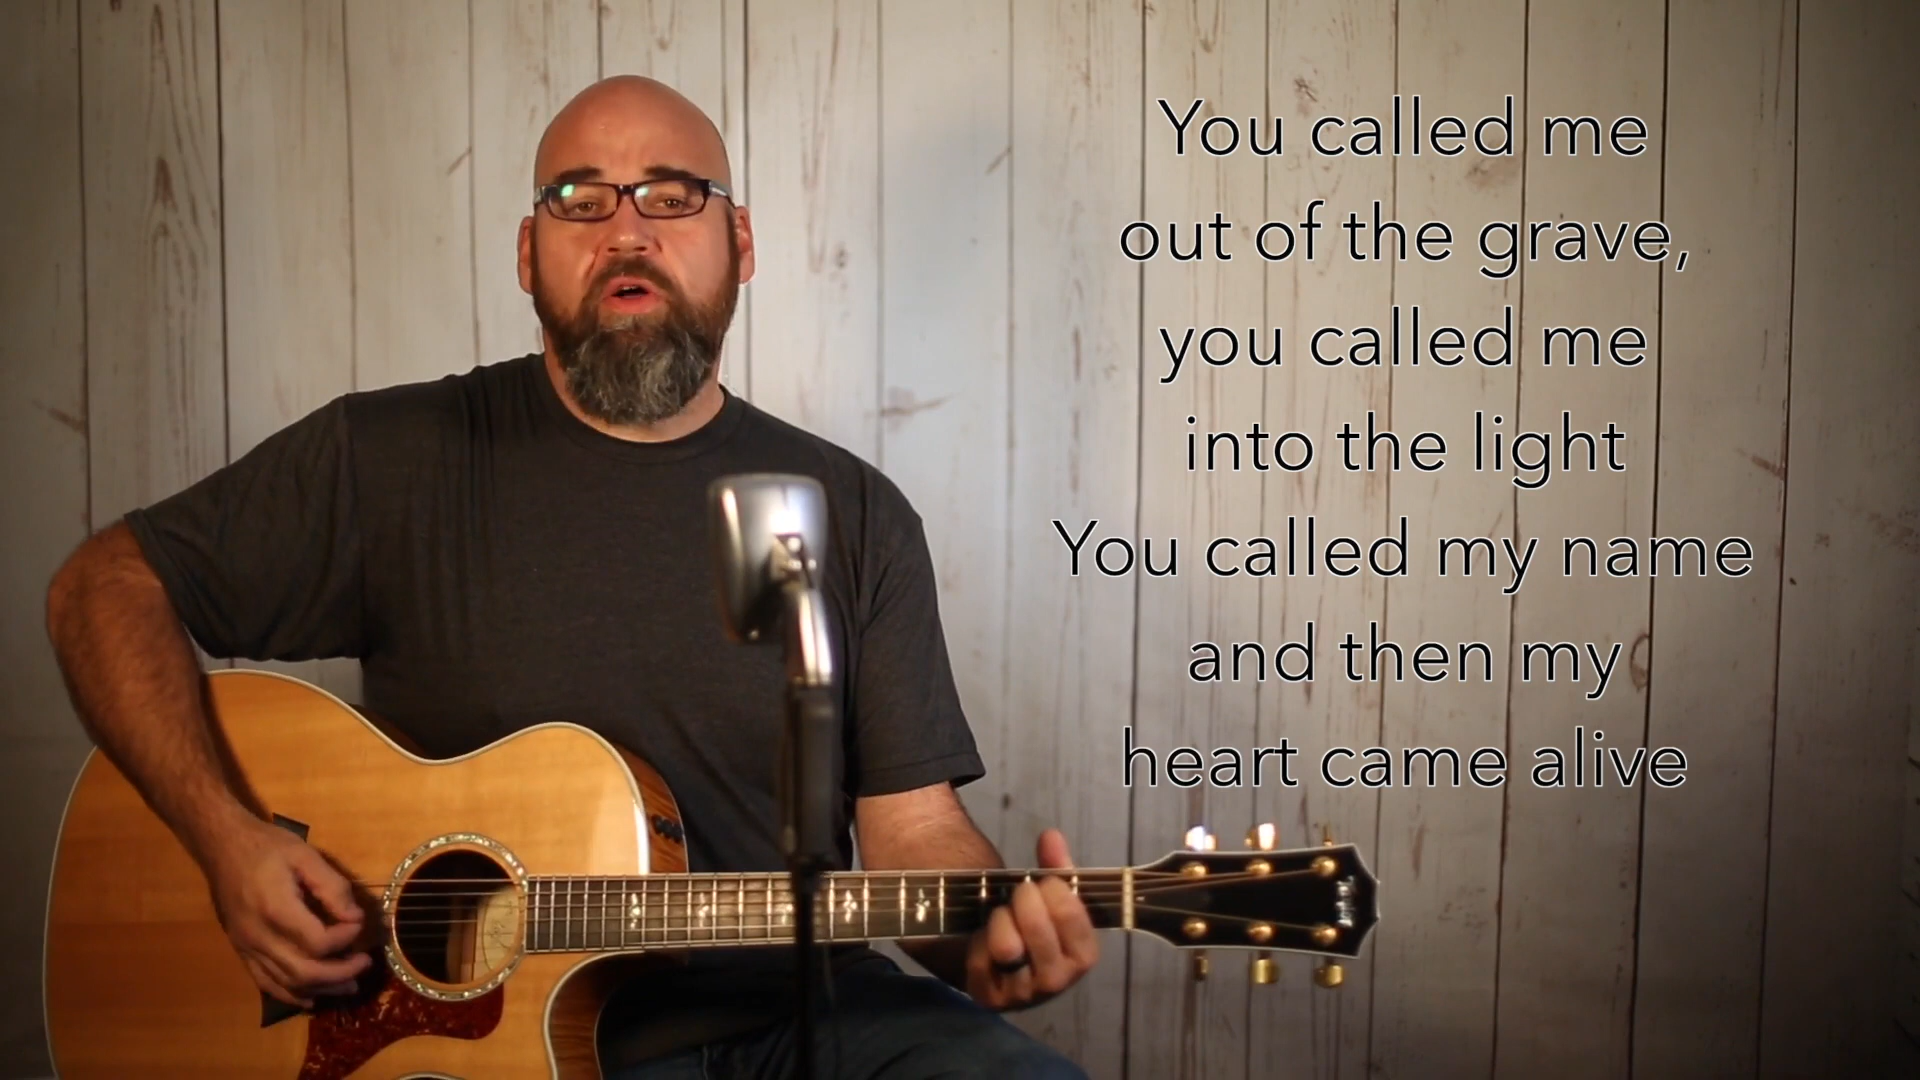 You called me
out of the grave,
you called me
into the light
You called my name
and then my
heart came alive
Taylor